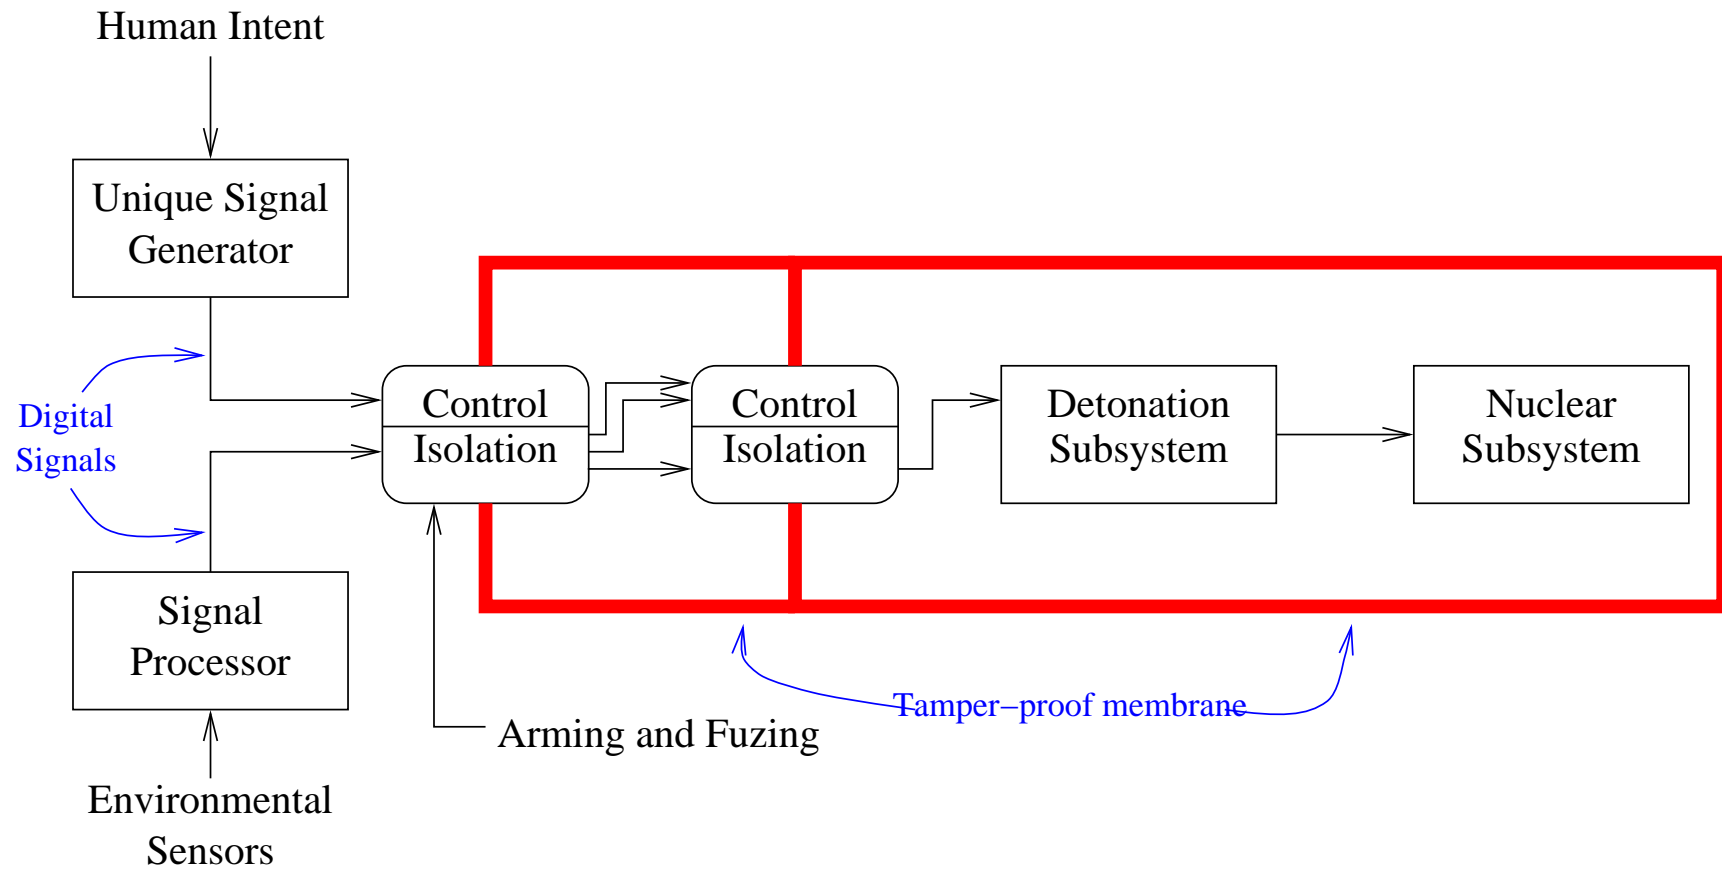 Human Intent
Unique Signal
Generator
Digital
Signals
Control
Isolation
Control
Isolation
Detonation
Subsystem
Nuclear
Subsystem
Signal
Processor
Tamper−proof membrane
Arming and Fuzing
Environmental
Sensors